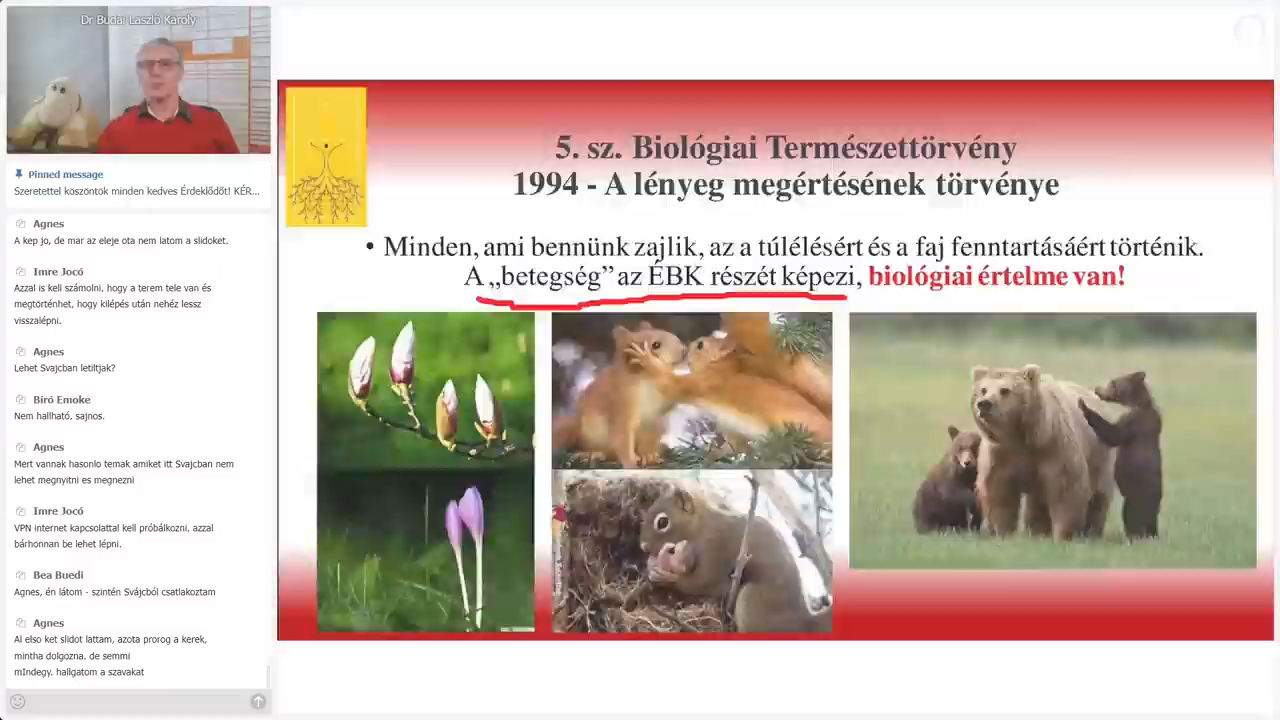 Dr Budai László Károly
Pinned message
Szeretettel köszöntök minden kedves Érdeklődőt! KÉR...
Agnes
A kep jo, de mar az eleje ota nem latom a slidoket.
Imre Jocó
Azzal is kell számolni, hogy a terem tele van és
megtörténhet, hogy kilépés után nehéz lessz
visszalépni.
Agnes
Lehet Svajcban letiltjak?
Bíró Emoke
Nem hallható, sajnos.
Agnes
Mert vannak hasonlo temak amiket itt Svajcban nem
lehet megnyitni es megnezni
Imre Jocó
VPN internet kapcsolattal kell próbálkozni, azzal
bárhonnan be lehet lépni.
Bea Buedi
Agnes, én látom - szintén Svájcból csatlakoztam
Agnes
Al elso ket slidot lattam, azota prorog a kerek,
mintha dolgozna. de semmi
mIndegy. hallgatom a szavakat
5. sz. Biológiai Természettörvény
1994 - A lényeg megértésének törvénye
• Minden, ami bennünk zajlik, az a túlélésért és a faj fenntartásáért történik.
A „betegség” az ÉBK részét képezi, biológiai értelme van!